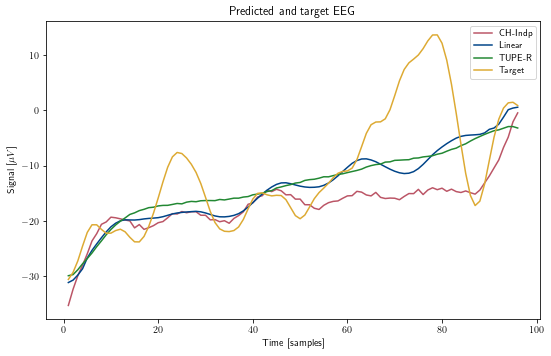 Predicted and target EEG
CH-Indp
Linear
TUPE-R
Target
10
0
−10
−20
−30
Signal [μV]
0
20
40
60
80
100
Time [samples]